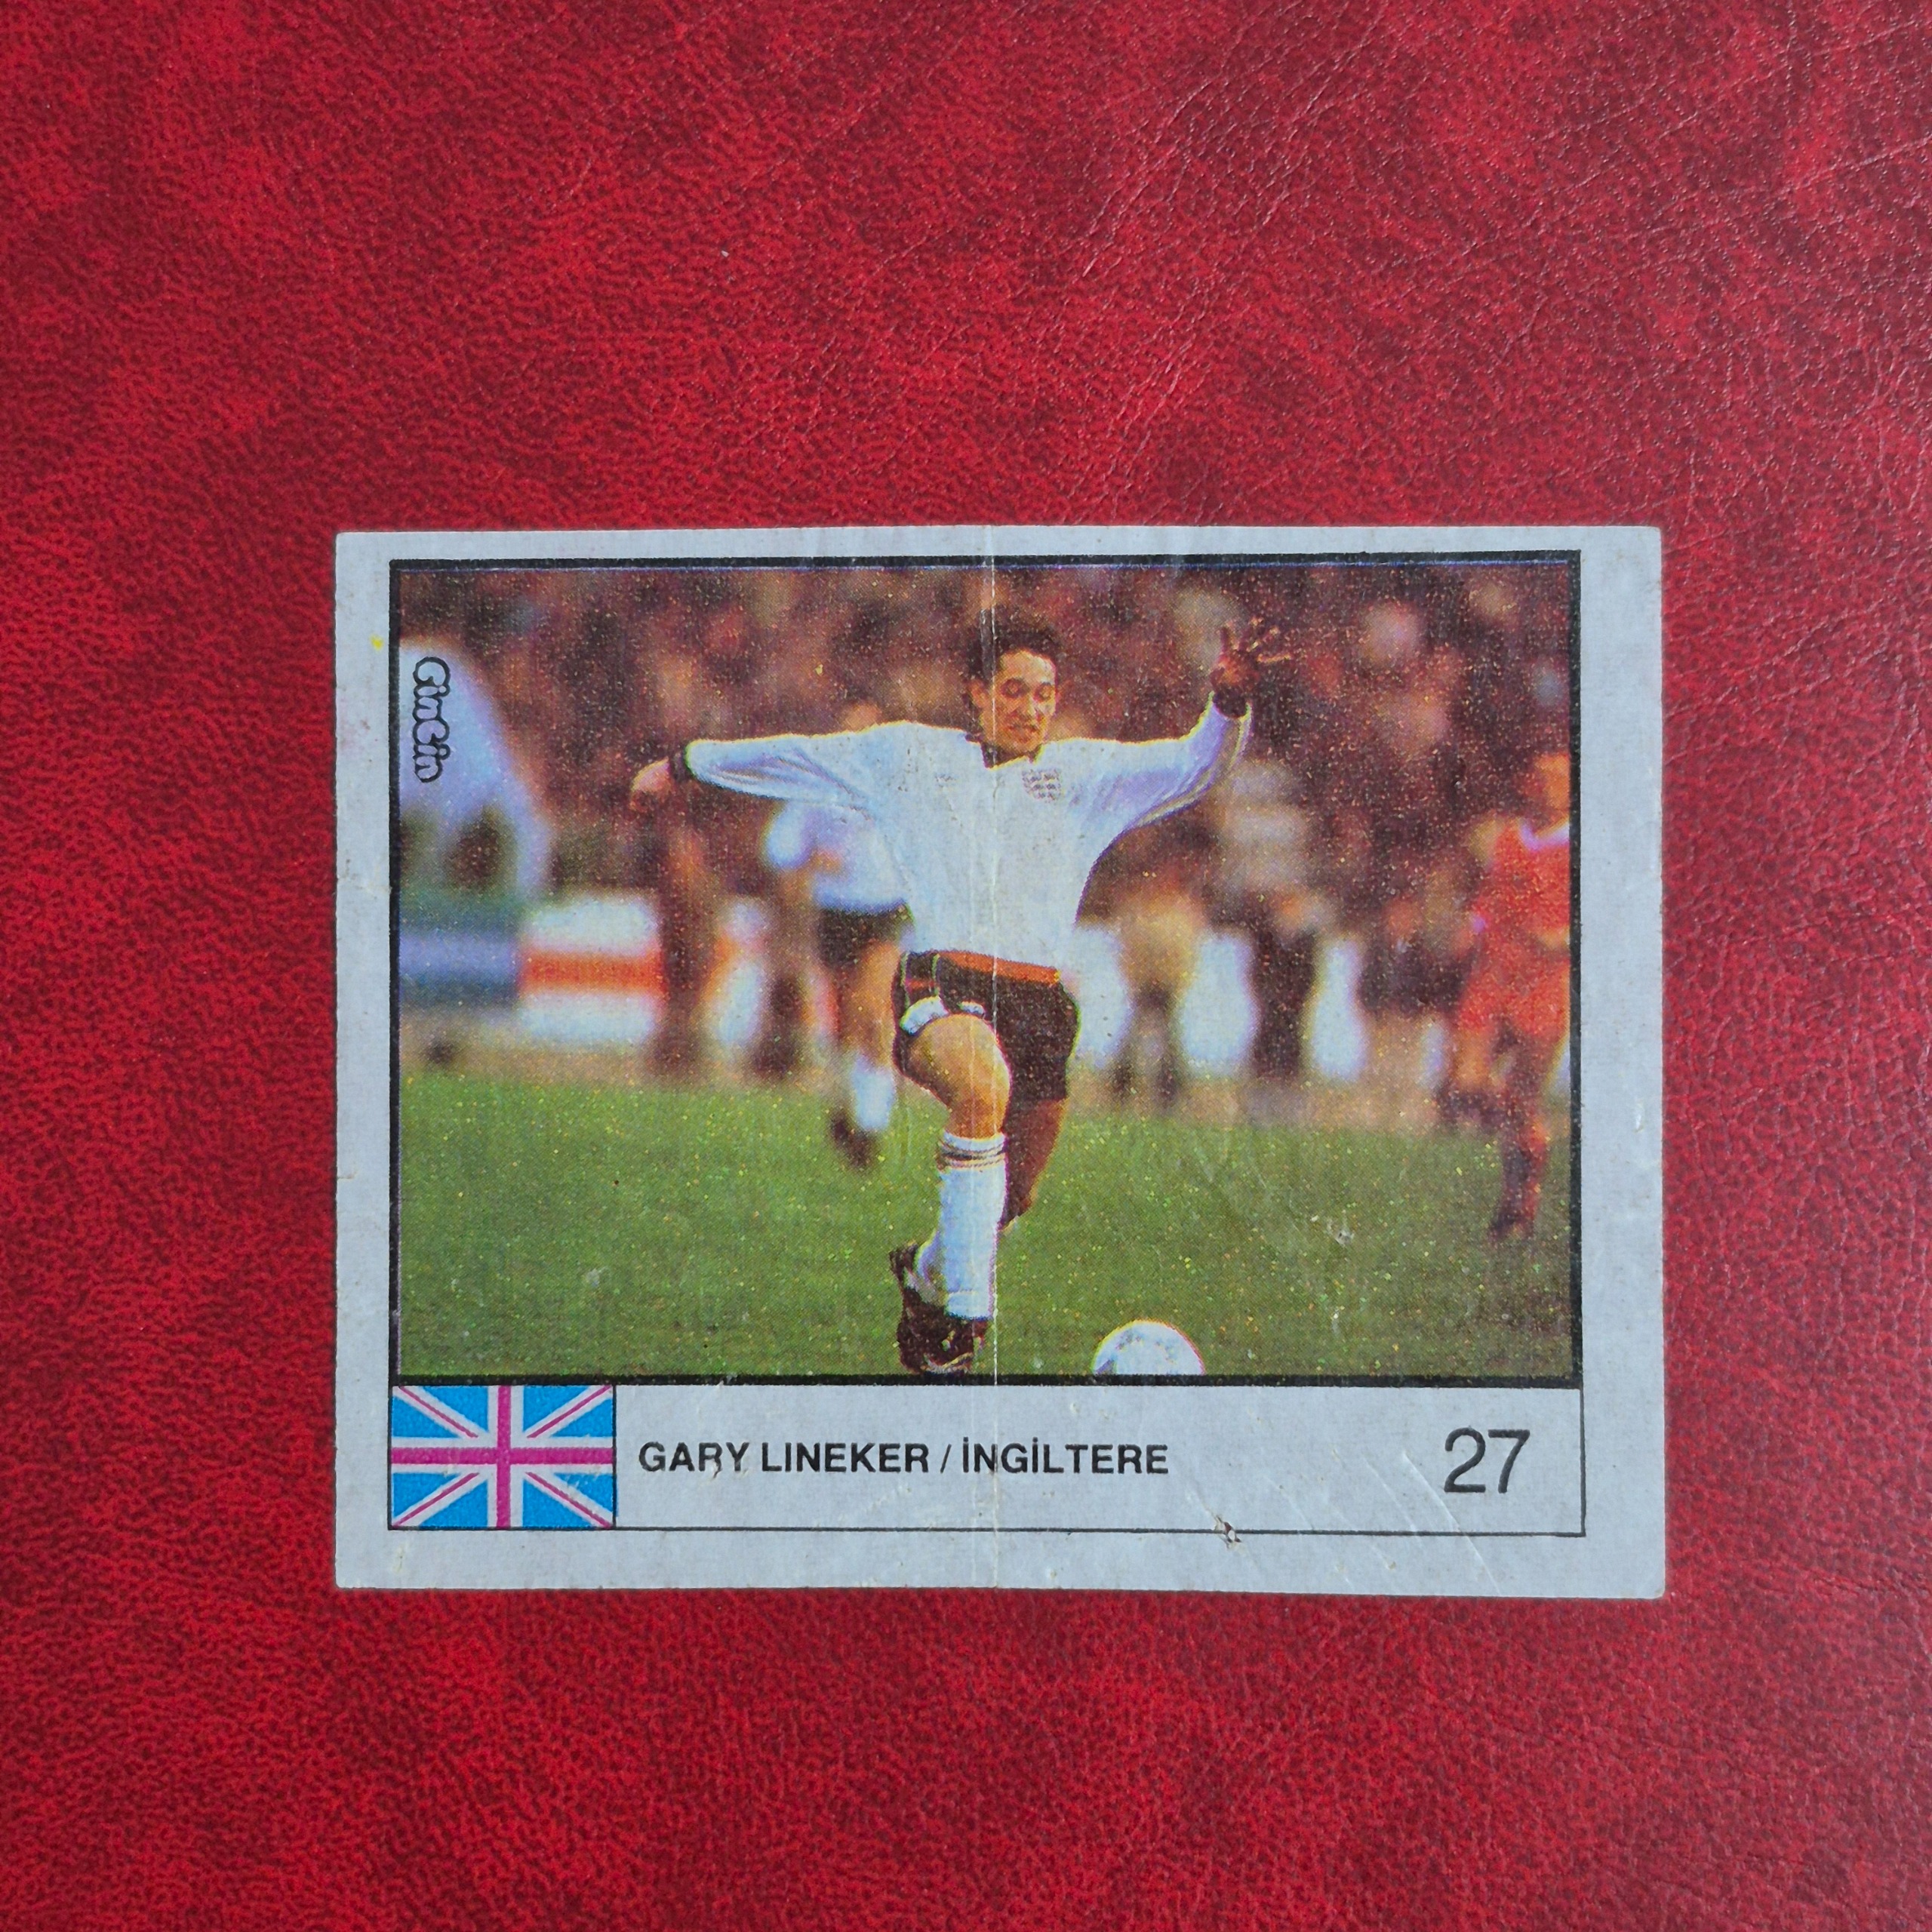 CinCin
GARY LINEKER / İNGİLTERE
27